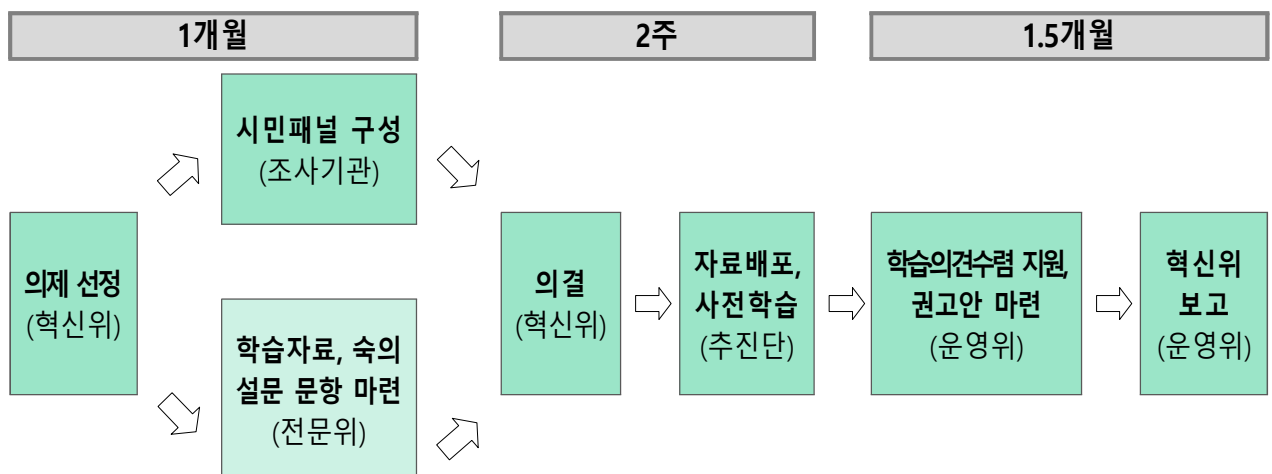 1개월
2주
1.5개월
의제 선정
(혁신위)
시민패널 구성
(조사기관)
학습자료, 숙의
설문 문항 마련
(전문위)
의결
(혁신위)
자료배포,
사전학습
(추진단)
학습의견수렴 지원,
권고안 마련
(운영위)
혁신위
보고
(운영위)